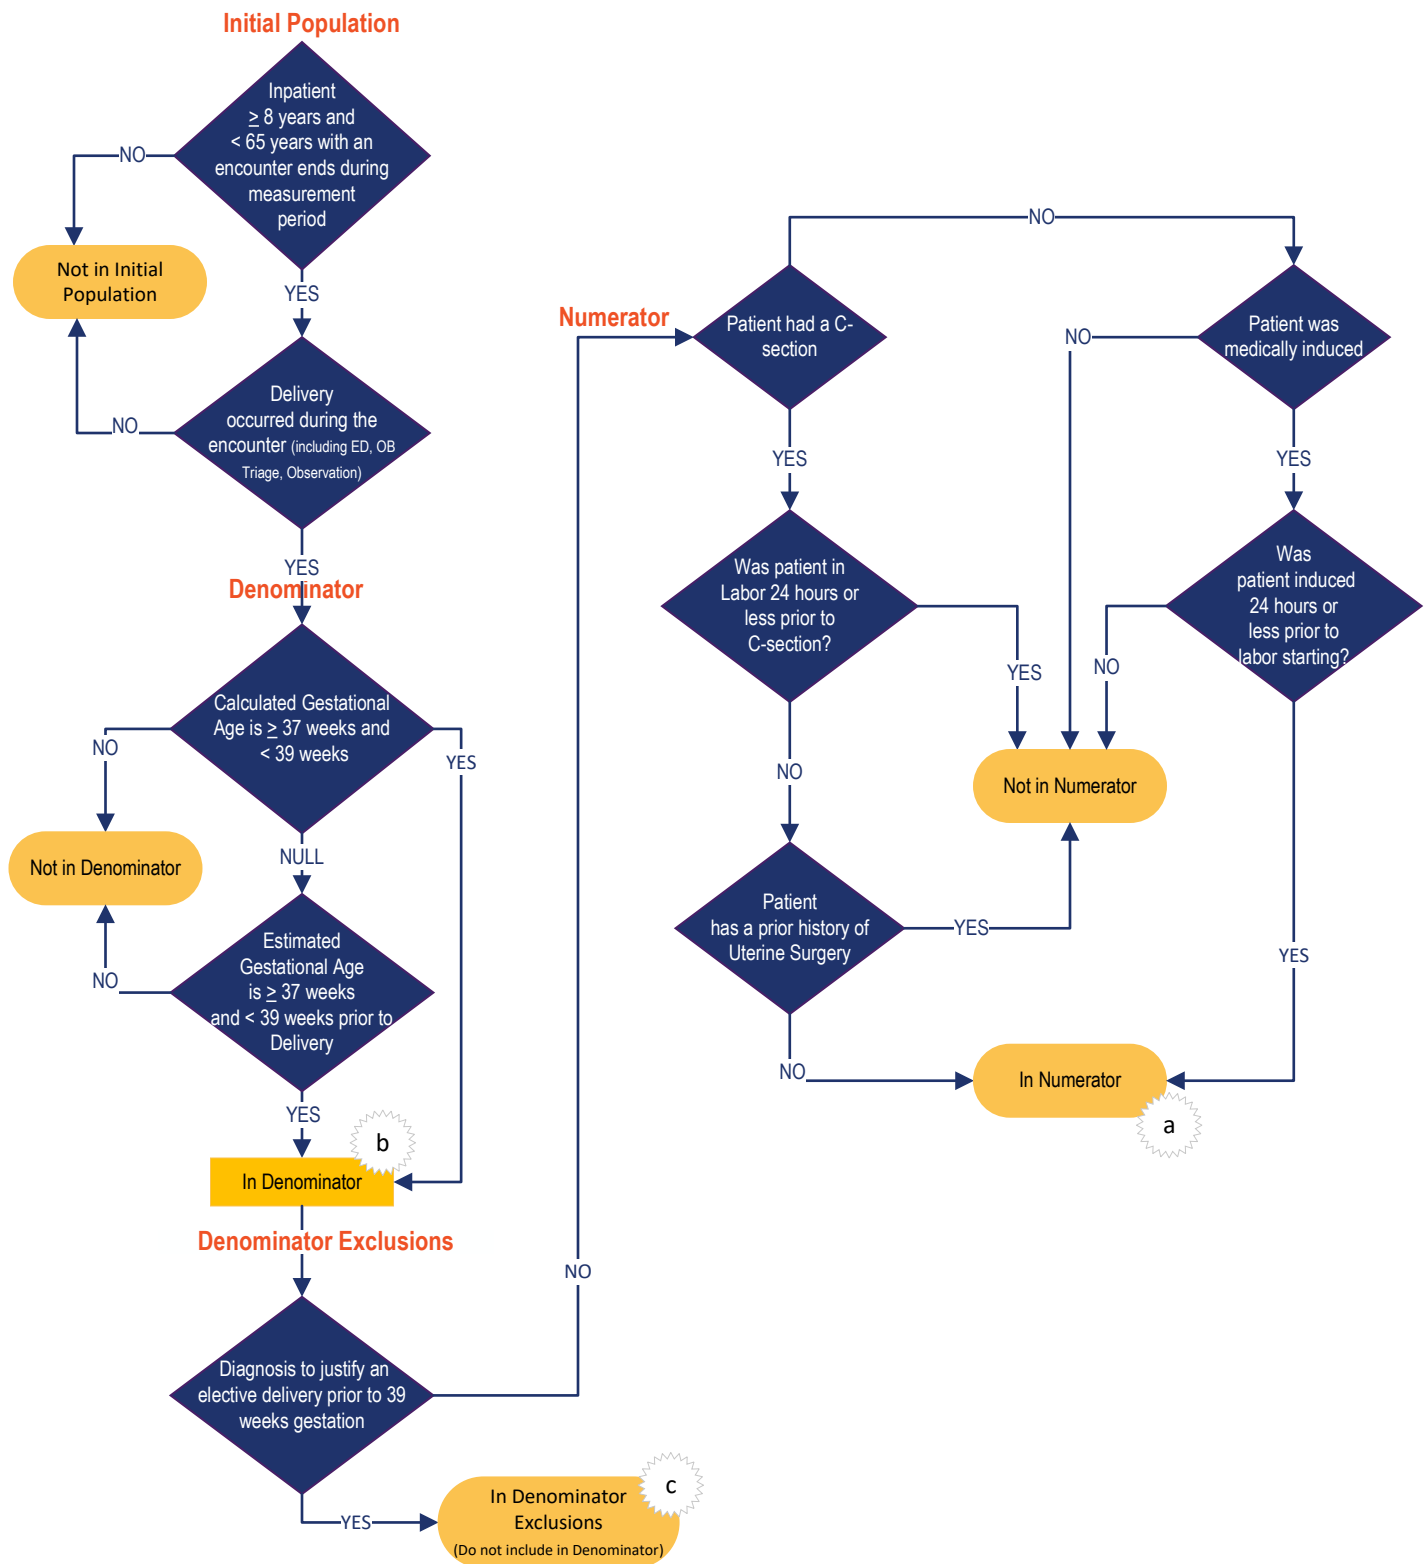 Initial Population
Inpatient
≥ 8 years and
< 65 years with an
encounter ends during
measurement
period
NO
Not in Initial
Population
YES
Delivery
occurred during the
encounter (including ED, OB
Triage, Observation)
NO
YES
Denominator
Calculated Gestational
Age is ≥ 37 weeks and
< 39 weeks
NO
YES
Not in Denominator
NULL
Estimated
Gestational Age
is ≥ 37 weeks
and < 39 weeks prior to
Delivery
NO
YES
b
In Denominator
Denominator Exclusions
Diagnosis to justify an
elective delivery prior to 39
weeks gestation
NO
YES
In Denominator
Exclusions
(Do not include in Denominator)
c
Numerator
Patient had a C-
section
NO
Patient was
medically induced
NO
YES
YES
Was patient in
Labor 24 hours or
less prior to
C-section?
YES
Was
patient induced
24 hours or
less prior to
labor starting?
NO
Not in Numerator
NO
Patient
has a prior history of
Uterine Surgery
YES
YES
NO
In Numerator
a